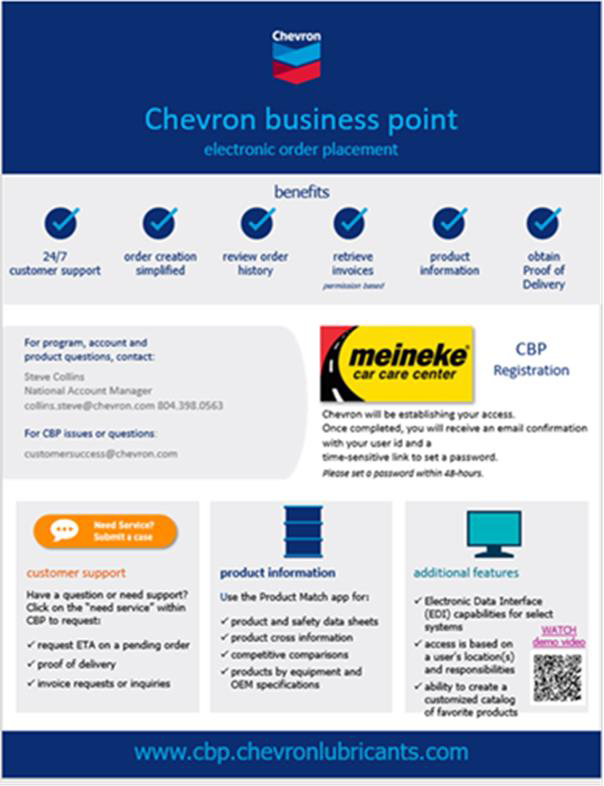 Chevron
Chevron business point
electronic order placement
benefits
24/7
customer support
order creation
simplified
review order
history
retrieve
invoices
permission based
product
information
obtain
Proof of
Delivery
For program, account and
product questions, contact:
Steve Collins
National Account Manager
collins.steve@chevron.com 804.398.0563
For CBP issues or questions:
customersuccess@chevron.com
meineke®
car care center
CBP
Registration
Chevron will be establishing your access.
Once completed, you will receive an email confirmation
with your user id and a
time-sensitive link to set a password.
Please set a password within 48-hours.
Need Service?
Submit a case
customer support
Have a question or need support?
Click on the "need service" within
CBP to request:
✓ request ETA on a pending order
✓ proof of delivery
✓ invoice requests or inquiries
product information
Use the Product Match app for:
✓ product and safety data sheets
✓ product cross information
✓ competitive comparisons
✓ products by equipment and
OEM specifications
additional features
✓ Electronic Data Interface
(EDI) capabilities for select
systems
✓ access is based on
a user's location(s)
and responsibilities
✓ ability to create a
customized catalog
of favorite products
WATCH
demo video
www.cbp.chevronlubricants.com